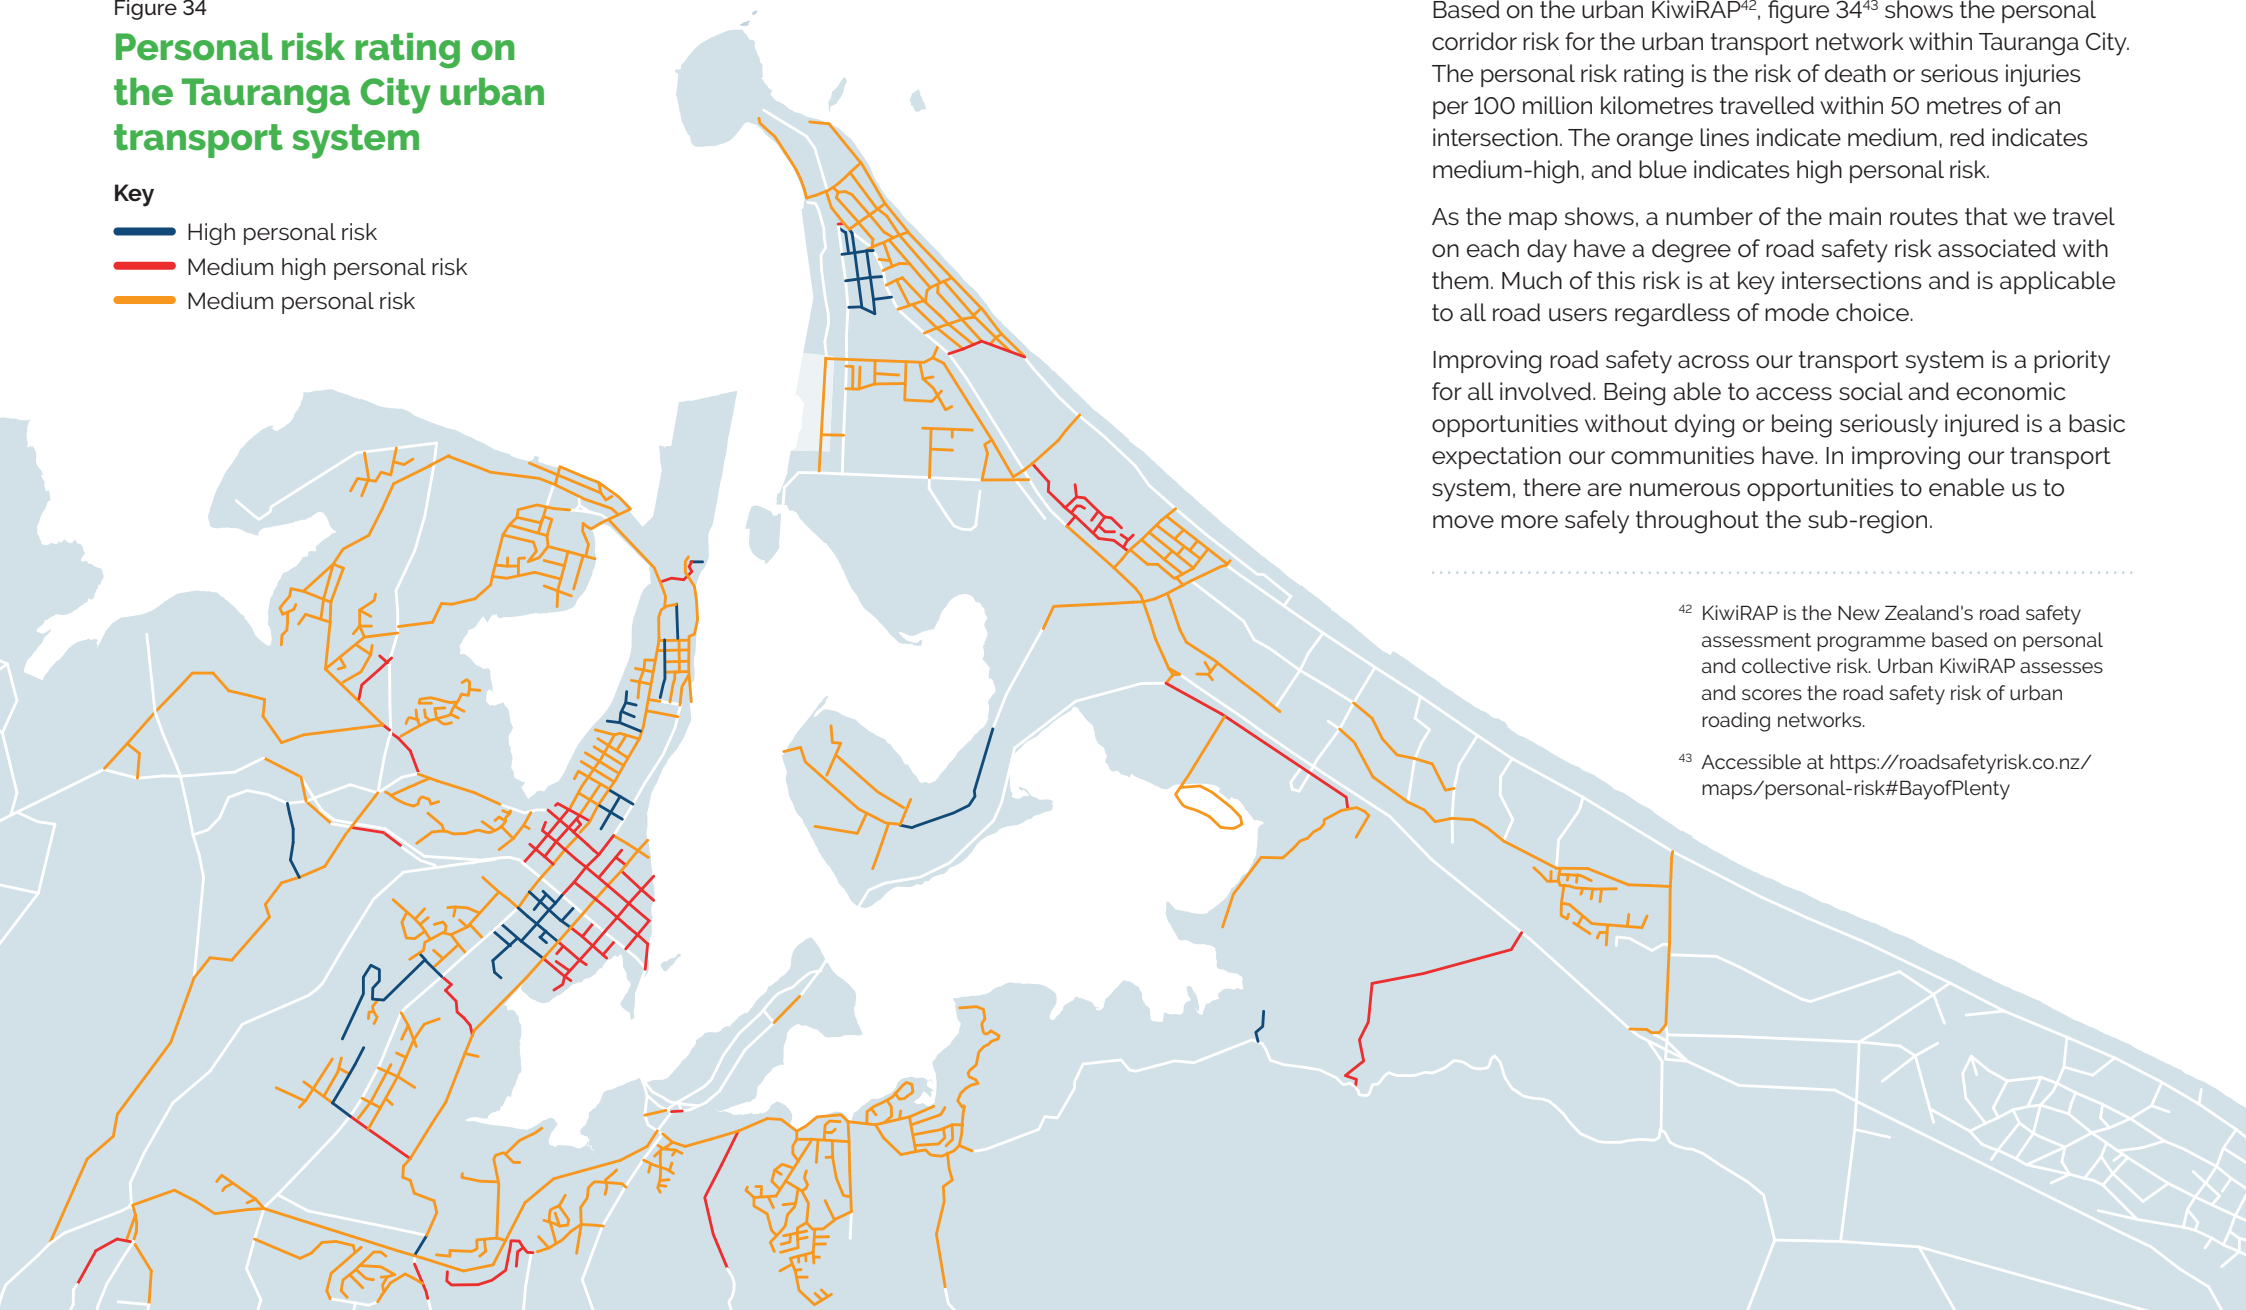 Figure 34
Personal risk rating on
the Tauranga City urban
transport system
Key
High personal risk
Medium high personal risk
Medium personal risk
Based on the urban KiwiRAP⁴², figure 34⁴³ shows the personal
corridor risk for the urban transport network within Tauranga City.
The personal risk rating is the risk of death or serious injuries
per 100 million kilometres travelled within 50 metres of an
intersection. The orange lines indicate medium, red indicates
medium-high, and blue indicates high personal risk.
As the map shows, a number of the main routes that we travel
on each day have a degree of road safety risk associated with
them. Much of this risk is at key intersections and is applicable
to all road users regardless of mode choice.
Improving road safety across our transport system is a priority
for all involved. Being able to access social and economic
opportunities without dying or being seriously injured is a basic
expectation our communities have. In improving our transport
system, there are numerous opportunities to enable us to
move more safely throughout the sub-region.
⁴² KiwiRAP is the New Zealand's road safety
assessment programme based on personal
and collective risk. Urban KiwiRAP assesses
and scores the road safety risk of urban
roading networks.
⁴³ Accessible at https://roadsafetyrisk.co.nz/
maps/personal-risk#BayofPlenty